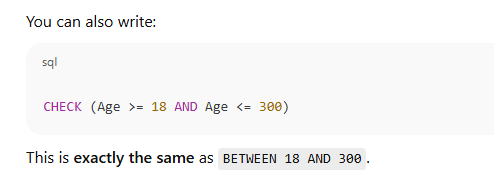 You can also write:
sql
CHECK (Age >= 18 AND Age <= 300)
This is exactly the same as BETWEEN 18 AND 300.